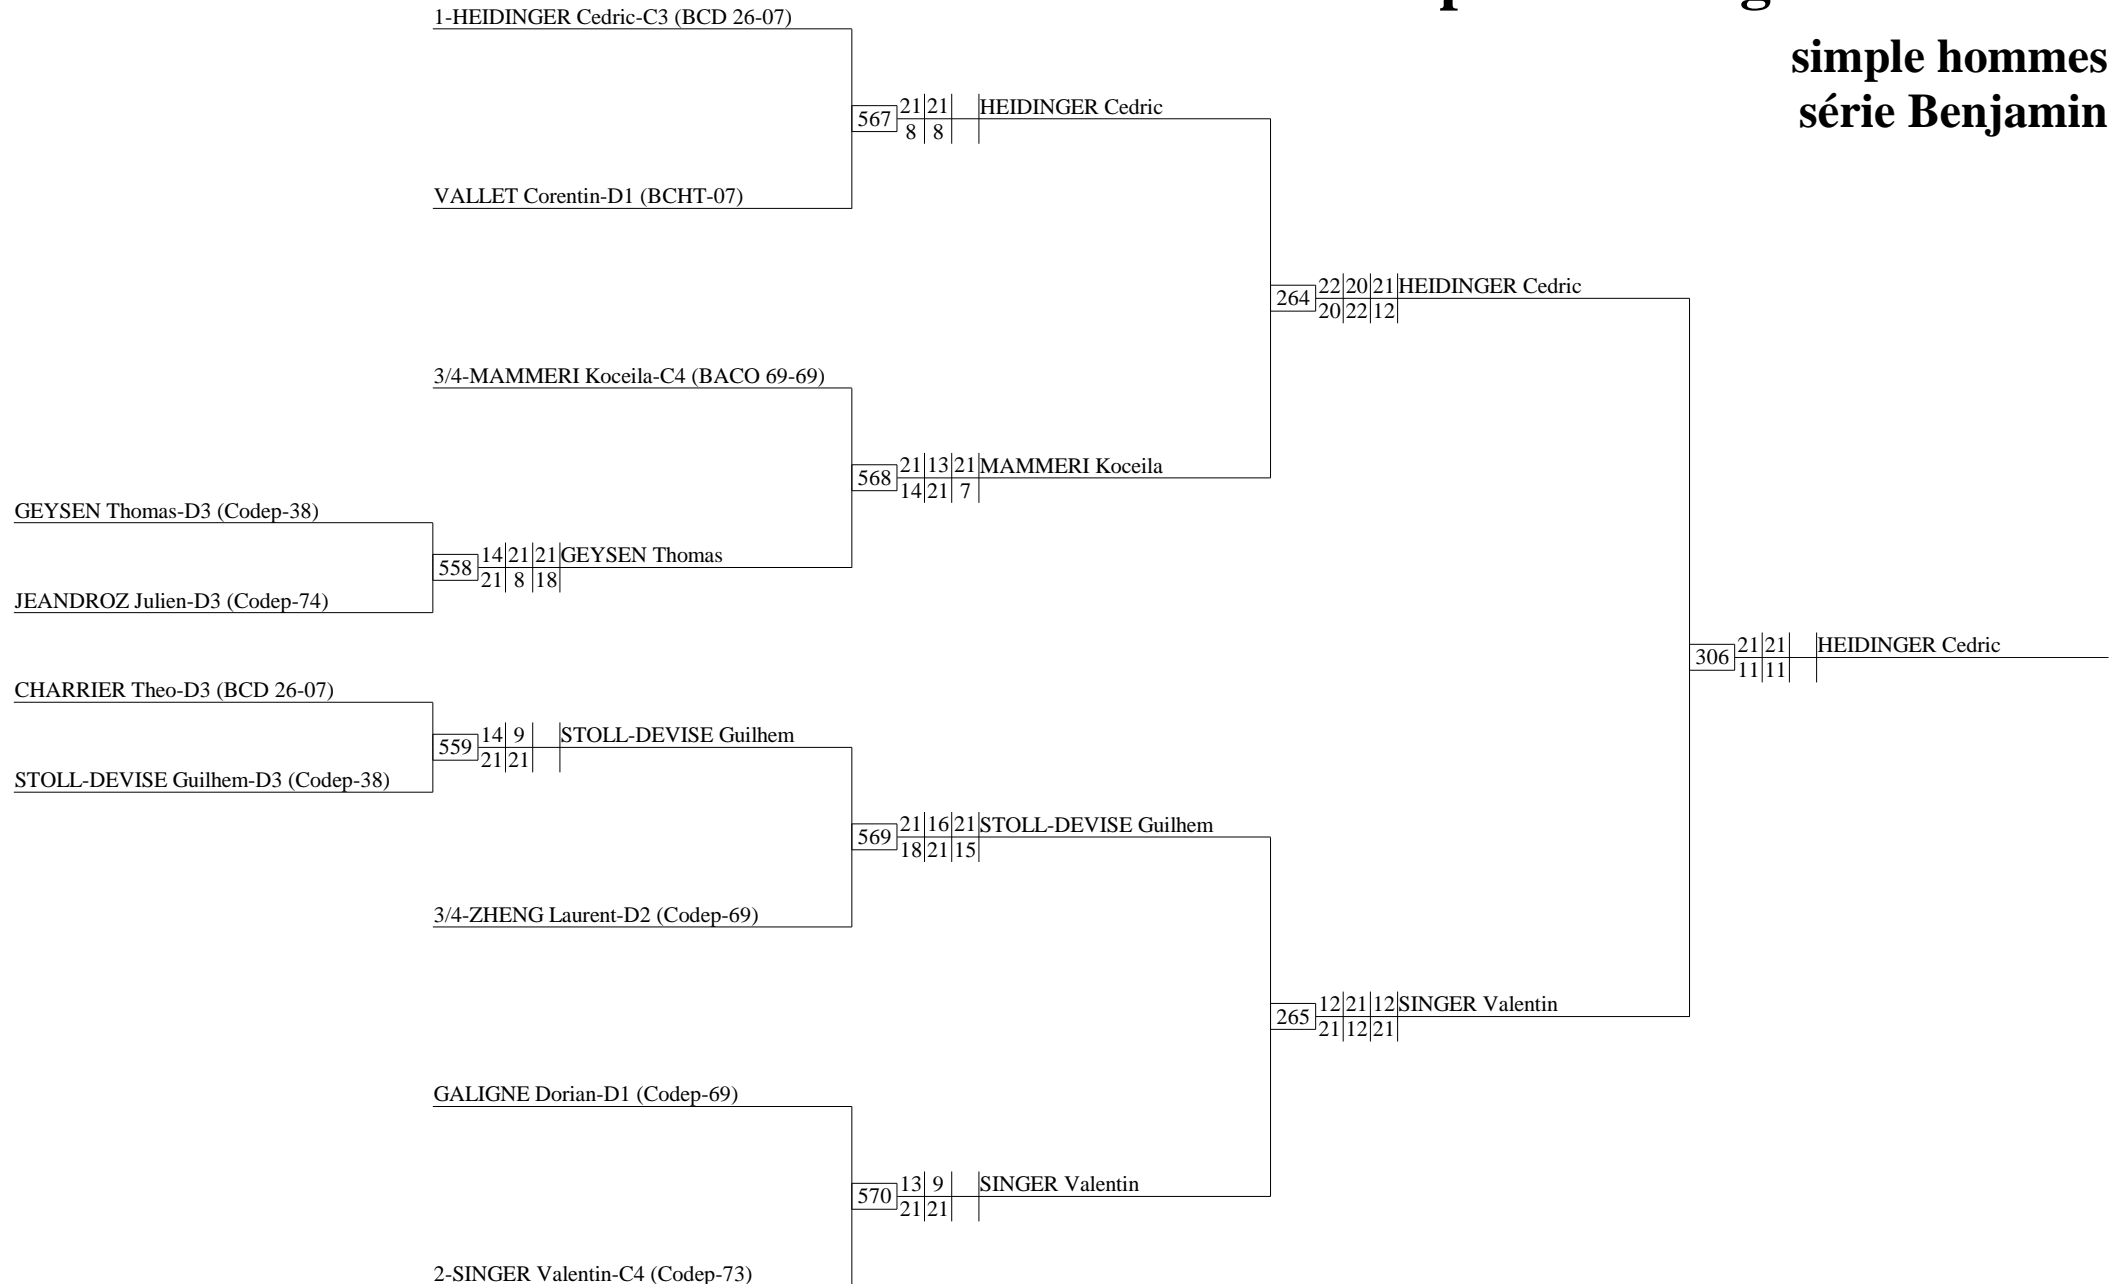 simple hommes
série Benjamin
1-HEIDINGER Cedric-C3 (BCD 26-07)
567 21 21 HEIDINGER Cedric
8 8
VALLET Corentin-D1 (BCHT-07)
264 22 20 21 HEIDINGER Cedric
20 22 12
3/4-MAMMERI Koceila-C4 (BACO 69-69)
568 21 13 21 MAMMERI Koceila
14 21 7
GEYSEN Thomas-D3 (Codep-38)
558 14 21 21 GEYSEN Thomas
21 8 18
JEANDROZ Julien-D3 (Codep-74)
306 21 21 HEIDINGER Cedric
11 11
CHARRIER Theo-D3 (BCD 26-07)
559 14 9 STOLL-DEVISE Guilhem
21 21
STOLL-DEVISE Guilhem-D3 (Codep-38)
569 21 16 21 STOLL-DEVISE Guilhem
18 21 15
3/4-ZHENG Laurent-D2 (Codep-69)
265 12 21 12 SINGER Valentin
21 12 21
GALIGNE Dorian-D1 (Codep-69)
570 13 9 SINGER Valentin
21 21
2-SINGER Valentin-C4 (Codep-73)